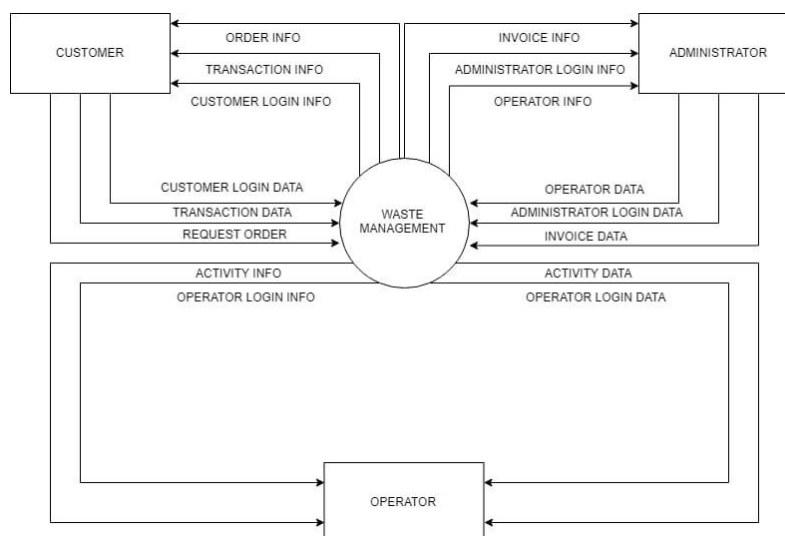 ORDER INFO
INVOICE INFO
CUSTOMER
ADMINISTRATOR
TRANSACTION INFO
ADMINISTRATOR LOGIN INFO
CUSTOMER LOGIN INFO
OPERATOR INFO
CUSTOMER LOGIN DATA
OPERATOR DATA
TRANSACTION DATA
WASTE
MANAGEMENT
ADMINISTRATOR LOGIN DATA
REQUEST ORDER
INVOICE DATA
ACTIVITY INFO
ACTIVITY DATA
OPERATOR LOGIN INFO
OPERATOR LOGIN DATA
OPERATOR